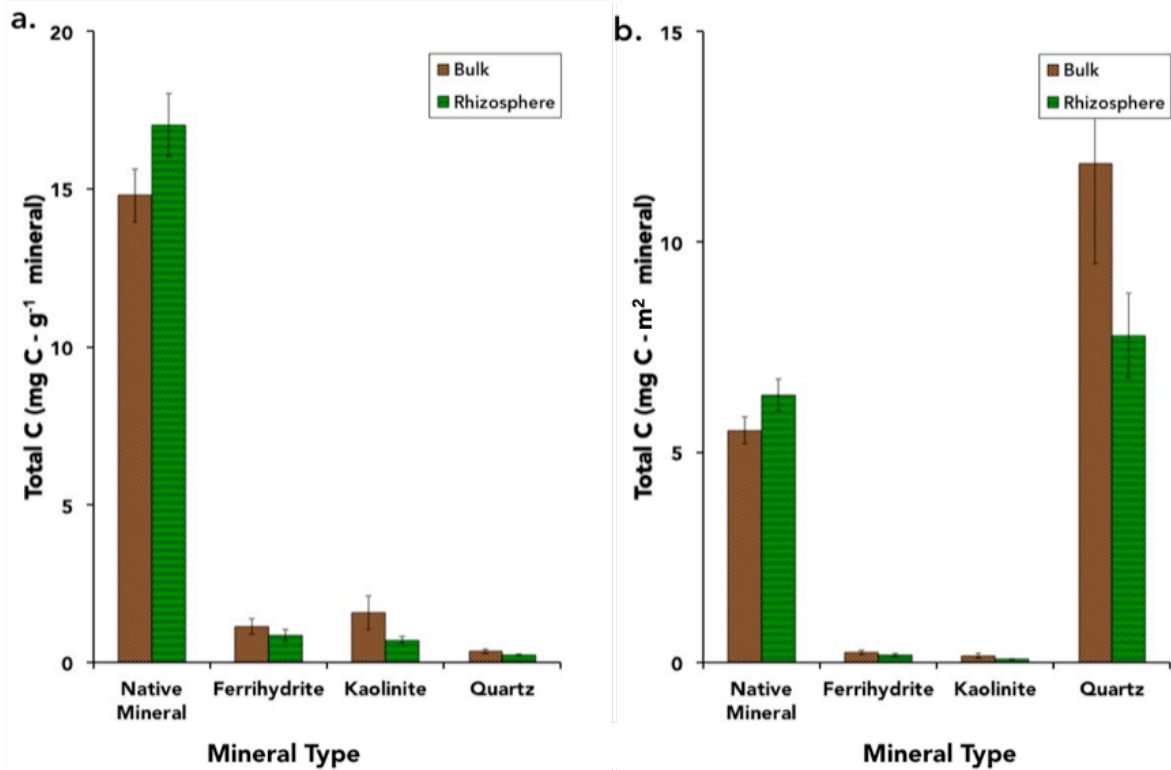 a.
Total C (mg C - g⁻¹ mineral)
20
15
10
5
0
Bulk
Rhizosphere
Native Mineral
Ferrihydrite
Kaolinite
Quartz
Mineral Type
b.
Total C (mg C - m² mineral)
15
10
5
0
Bulk
Rhizosphere
Native Mineral
Ferrihydrite
Kaolinite
Quartz
Mineral Type